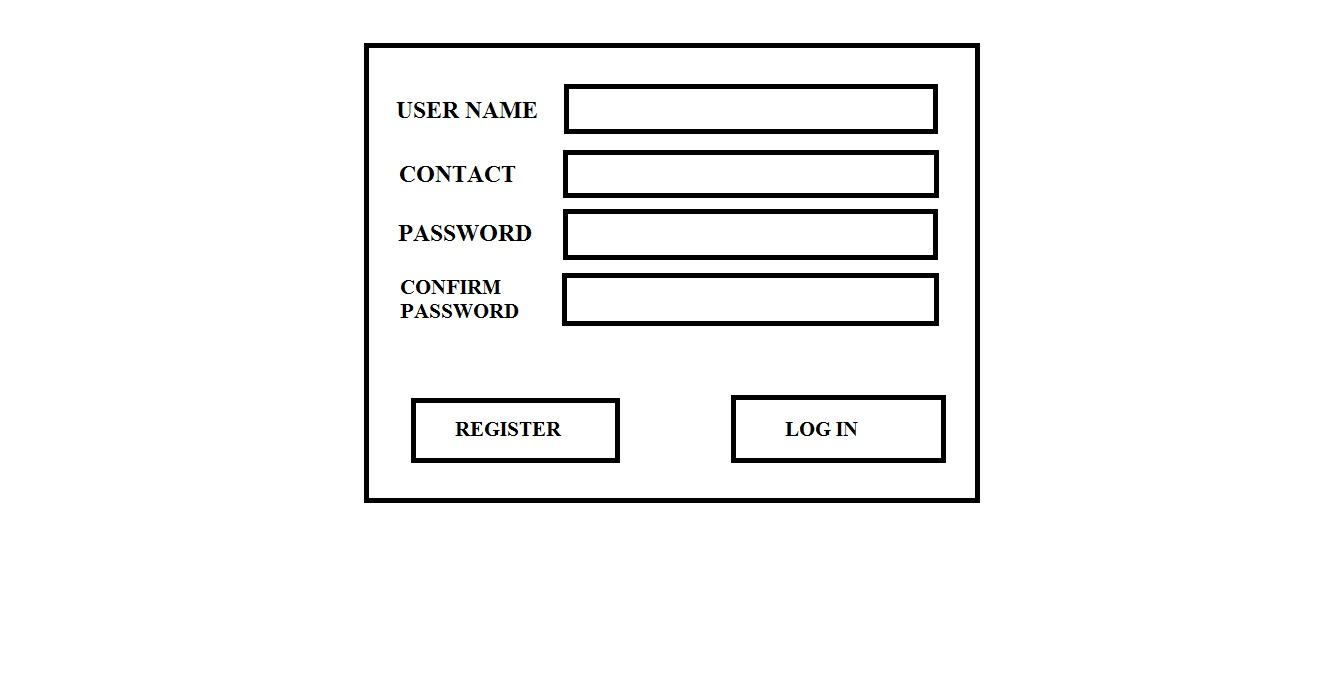 USER NAME
CONTACT
PASSWORD
CONFIRM
PASSWORD
REGISTER
LOG IN